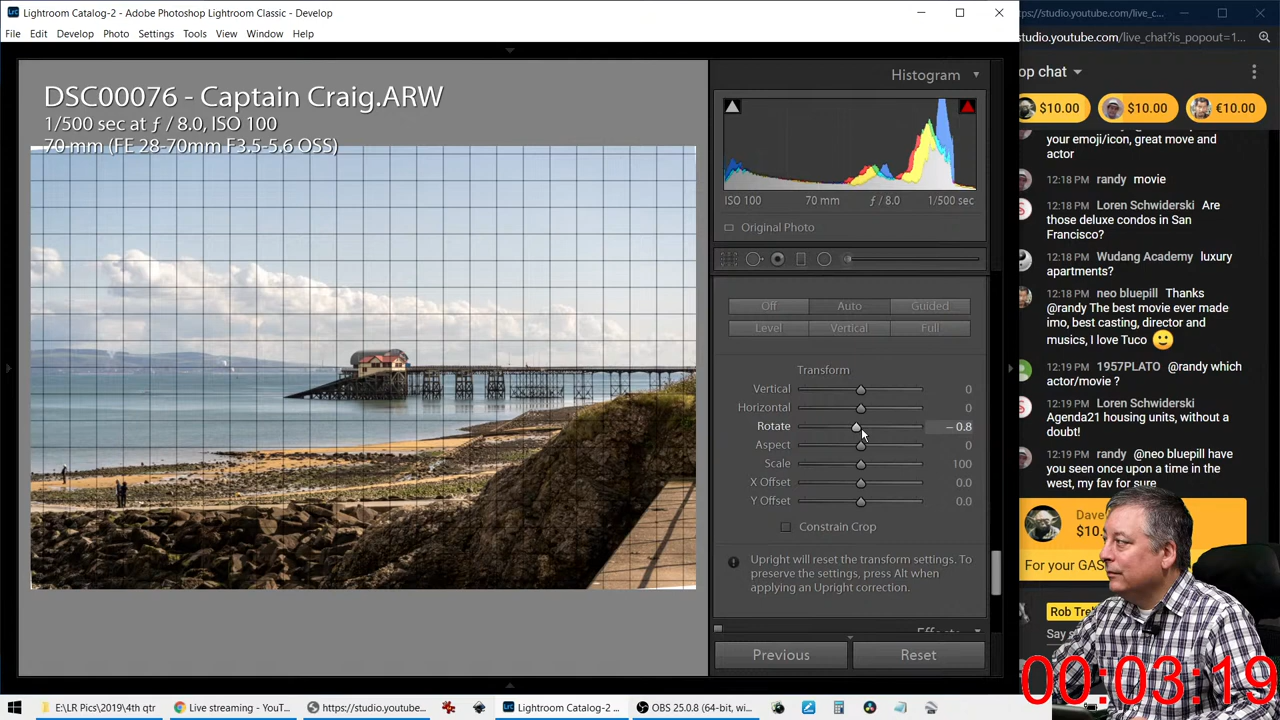 Lightroom Catalog-2 - Adobe Photoshop Lightroom Classic - Develop
File Edit Develop Photo Settings Tools View Window Help
DSC00076 - Captain Craig.ARW
1/500 sec at ƒ / 8.0, ISO 100
70 mm (FE 28-70mm F3.5-5.6 OSS)
Histogram
ISO 100 70 mm ƒ / 8.0 1/500 sec
Original Photo
Off Auto Guided
Level Vertical Full
Transform
Vertical 0
Horizontal 0
Rotate – 0.8
Aspect 0
Scale 100
X Offset 0.0
Y Offset 0.0
Constrain Crop
Upright will reset the transform settings. To
preserve the settings, press Alt when
applying an Upright correction.
Previous Reset
ttps://studio.youtube.com/live_c...
studio.youtube.com/live_chat?is_popout=1...
op chat
$10.00 $10.00 €10.00
your emoji/icon, great move and
actor
12:18 PM randy movie
12:18 PM Loren Schwiderski Are
those deluxe condos in San
Francisco?
12:18 PM Wudang Academy luxury
apartments?
12:18 PM neo bluepill Thanks
@randy The best movie ever made
imo, best casting, director and
musics, I love Tuco 🙂
12:19 PM 1957PLATO @randy which
actor/movie ?
12:19 PM Loren Schwiderski
Agenda21 housing units, without a
doubt!
12:19 PM randy @neo bluepill have
you seen once upon a time in the
west, my fav for sure
Dave
$10.
For your GAS
Rob Tre
Say s
00:03:19
E:\LR Pics\2019\4th qtr
Live streaming - YouT...
https://studio.youtube...
Lightroom Catalog-2 ...
OBS 25.0.8 (64-bit, wi...